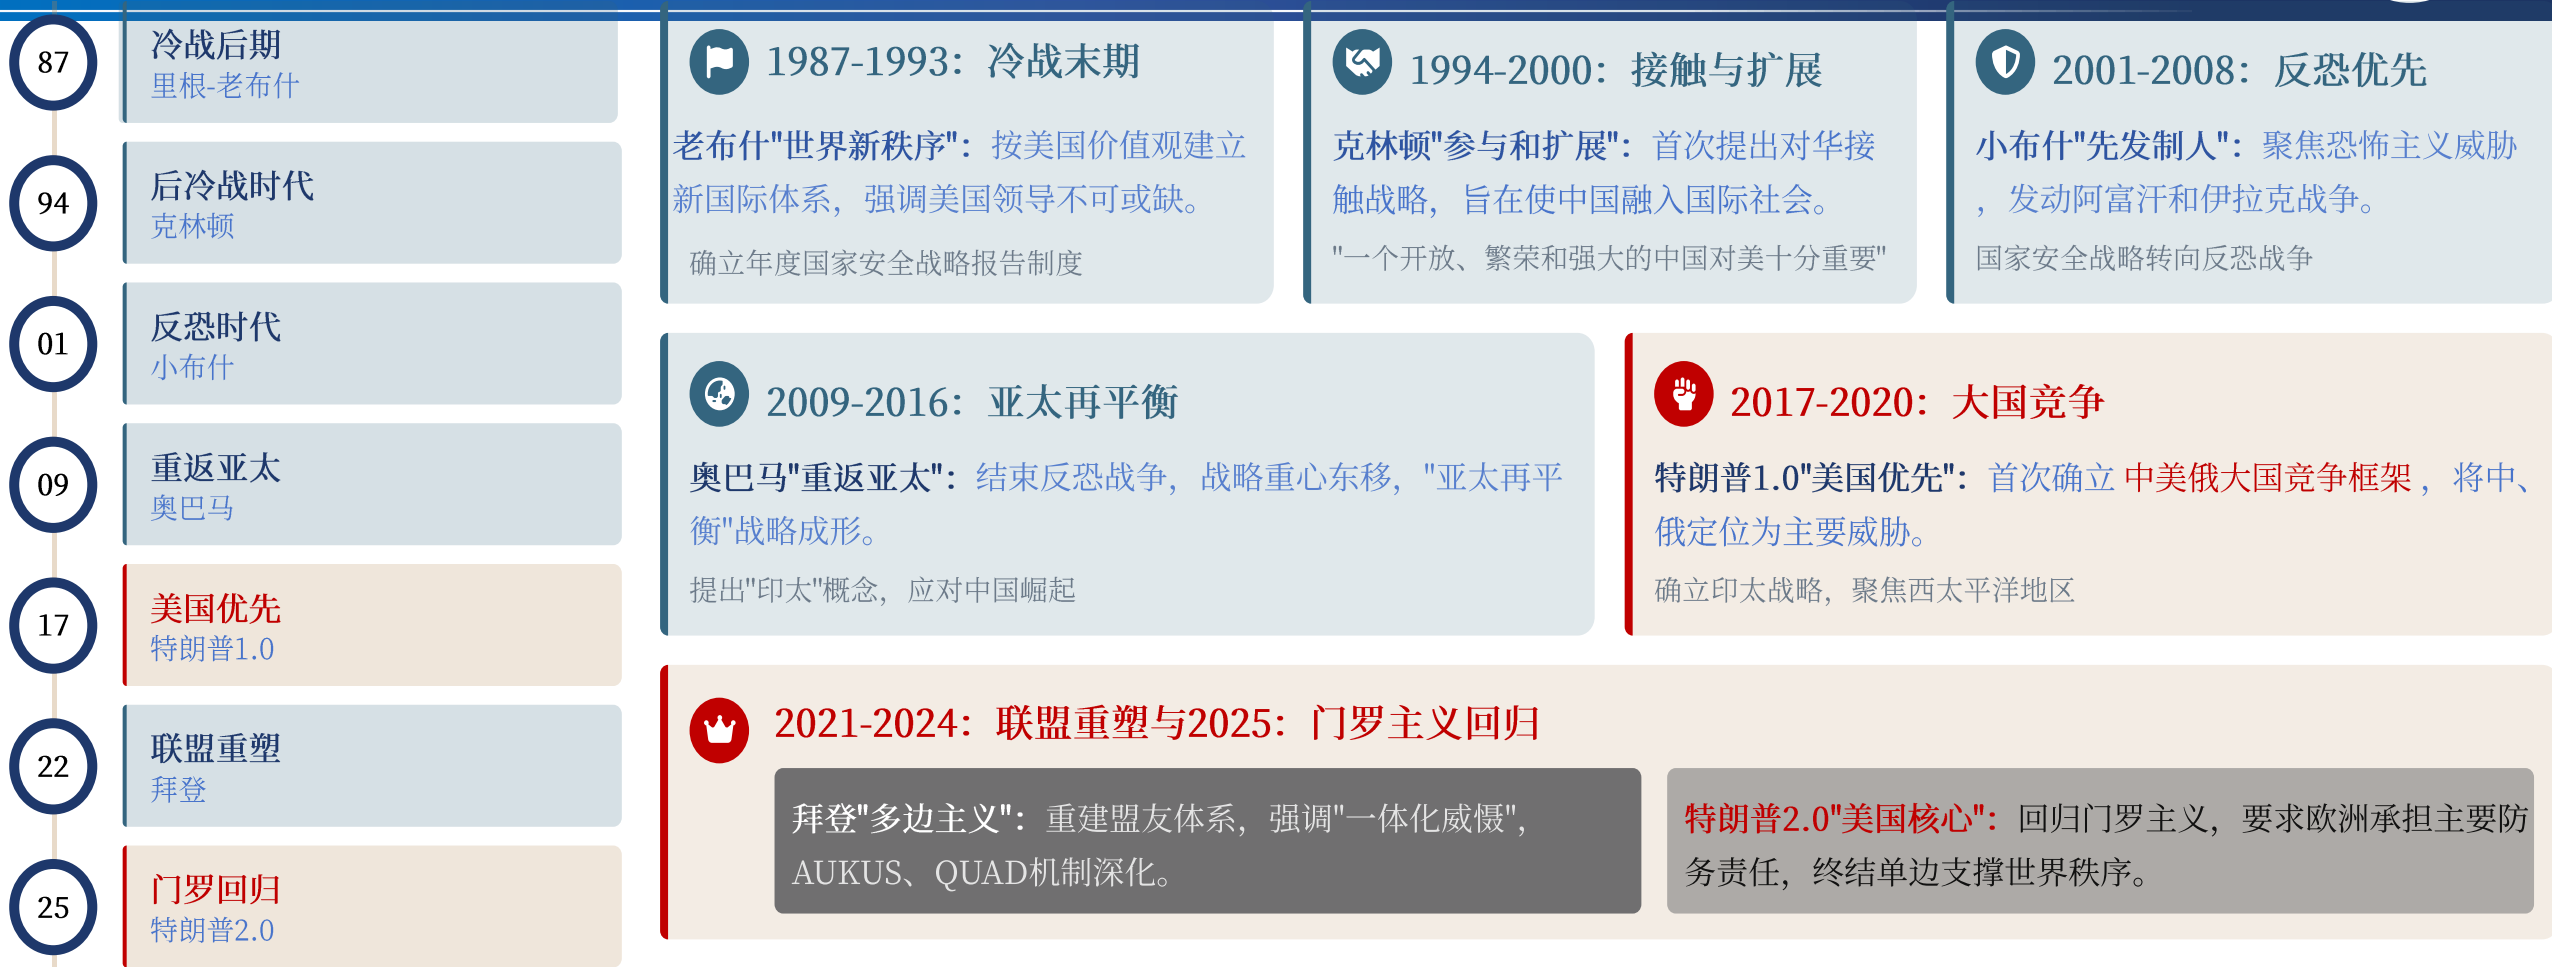 87
冷战后期
里根-老布什
94
后冷战时代
克林顿
01
反恐时代
小布什
09
重返亚太
奥巴马
17
美国优先
特朗普1.0
22
联盟重塑
拜登
25
门罗回归
特朗普2.0
1987-1993：冷战末期
老布什"世界新秩序"：按美国价值观建立
新国际体系，强调美国领导不可或缺。
确立年度国家安全战略报告制度
1994-2000：接触与扩展
克林顿"参与和扩展"：首次提出对华接
触战略，旨在使中国融入国际社会。
"一个开放、繁荣和强大的中国对美十分重要"
2001-2008：反恐优先
小布什"先发制人"：聚焦恐怖主义威胁
，发动阿富汗和伊拉克战争。
国家安全战略转向反恐战争
2009-2016：亚太再平衡
奥巴马"重返亚太"：结束反恐战争，战略重心东移，"亚太再平
衡"战略成形。
提出"印太"概念，应对中国崛起
2017-2020：大国竞争
特朗普1.0"美国优先"：首次确立 中美俄大国竞争框架 ，将中、
俄定位为主要威胁。
确立印太战略，聚焦西太平洋地区
2021-2024：联盟重塑与2025：门罗主义回归
拜登"多边主义"：重建盟友体系，强调"一体化威慑"，
AUKUS、QUAD机制深化。
特朗普2.0"美国核心"：回归门罗主义，要求欧洲承担主要防
务责任，终结单边支撑世界秩序。